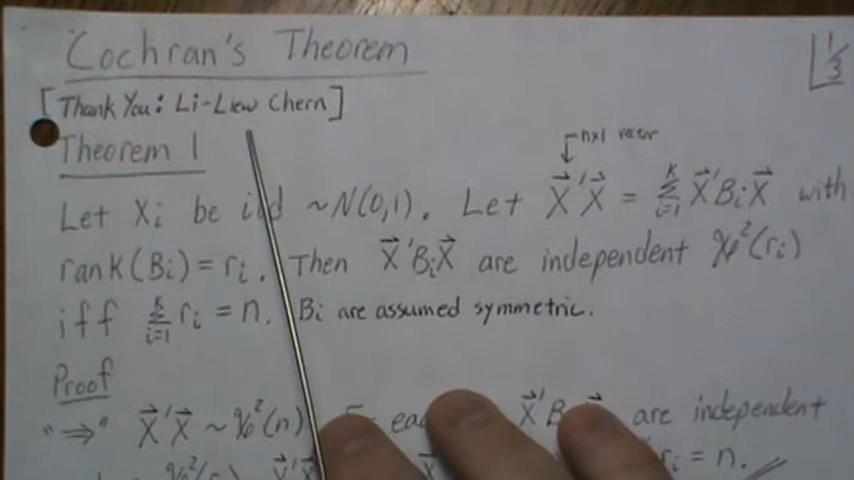 Cochran's Theorem
1/3
[Thank You: Li-Liew Chern]
Theorem 1
n×1 vector
Let Xi be iid ~N(0,1). Let X⃗'X⃗ = Σᵢ₌₁ᴷ X⃗'BiX⃗ with
rank(Bi) = ri. Then X⃗'BiX⃗ are independent χ²(ri)
iff Σᵢ₌₁ᴷ ri = n. Bi are assumed symmetric.
Proof
"⇒" X⃗'X⃗ ~ χ²(n) X⃗'B are independent
ri = n.